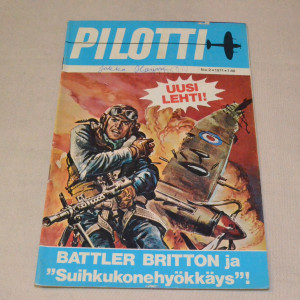 PILOTTI
UUSI
LEHTI!
BATTLER BRITTON ja
"Suihkukonehyökkäys"!